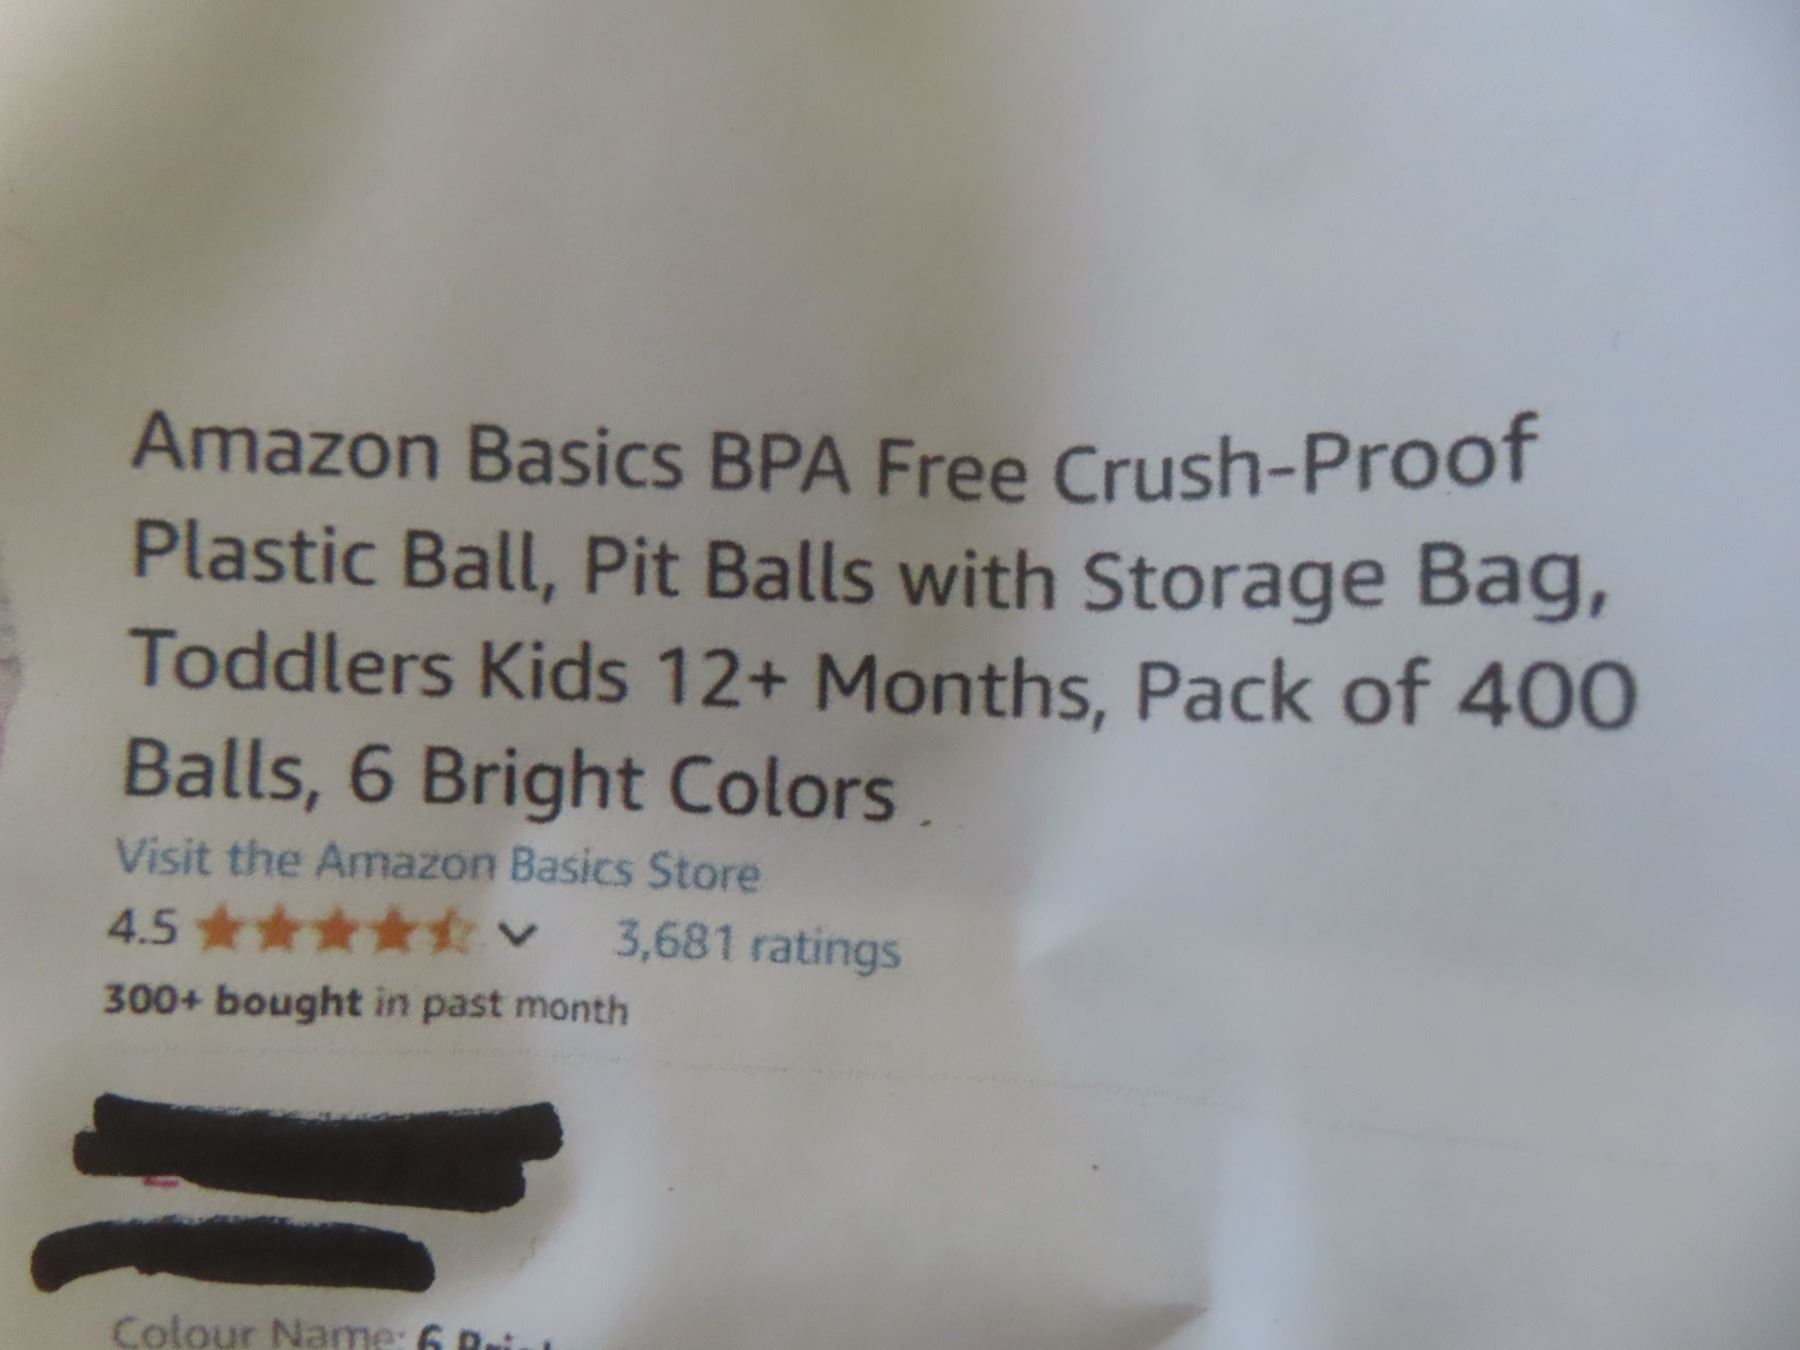 Amazon Basics BPA Free Crush-Proof
Plastic Ball, Pit Balls with Storage Bag,
Toddlers Kids 12+ Months, Pack of 400
Balls, 6 Bright Colors
Visit the Amazon Basics Store
4.5 3,681 ratings
300+ bought in past month
Colour Name: 6